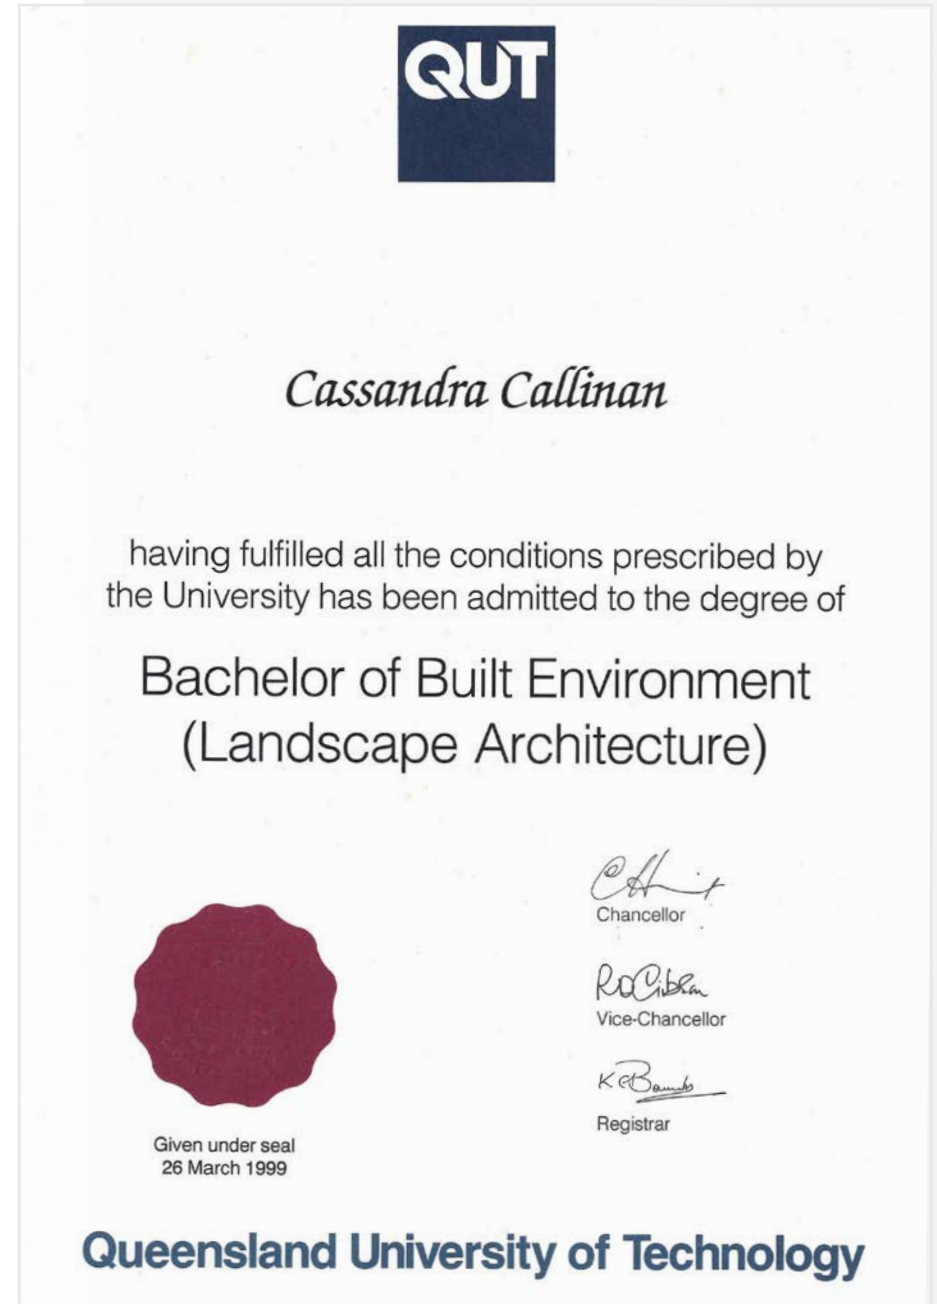 QUT
Cassandra Callinan
having fulfilled all the conditions prescribed by
the University has been admitted to the degree of
Bachelor of Built Environment
(Landscape Architecture)
Chancellor
Vice-Chancellor
Registrar
Given under seal
26 March 1999
Queensland University of Technology